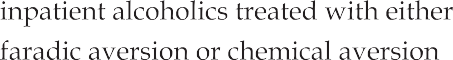 inpatient alcoholics treated with either
faradic aversion or chemical aversion